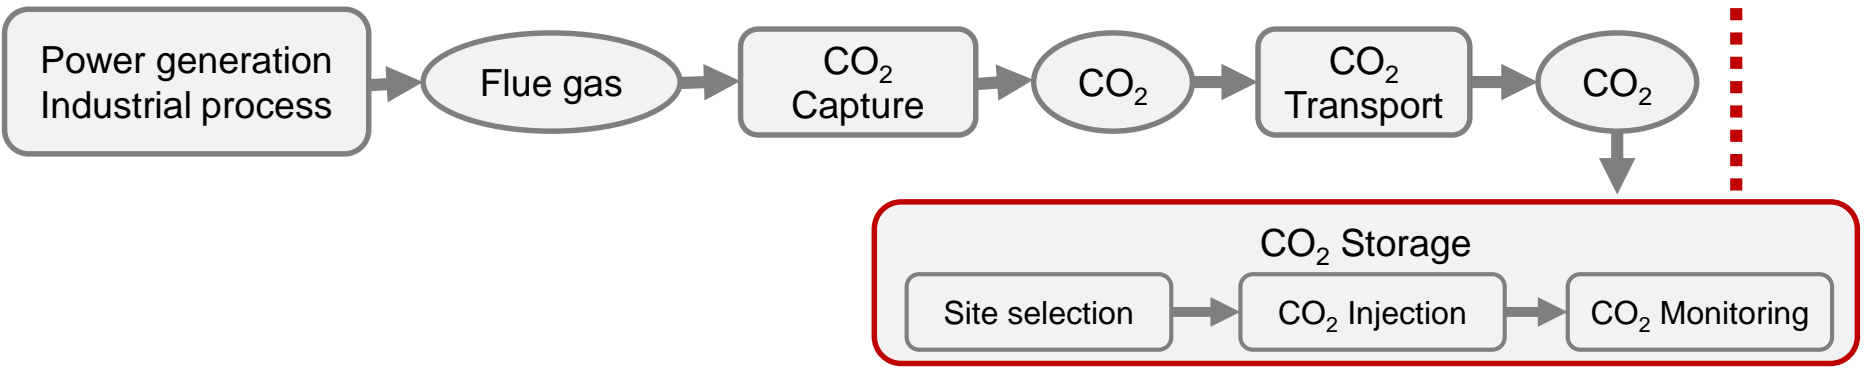 Power generation
Industrial process
Flue gas
CO₂
Capture
CO₂
CO₂
Transport
CO₂
CO₂ Storage
Site selection
CO₂ Injection
CO₂ Monitoring